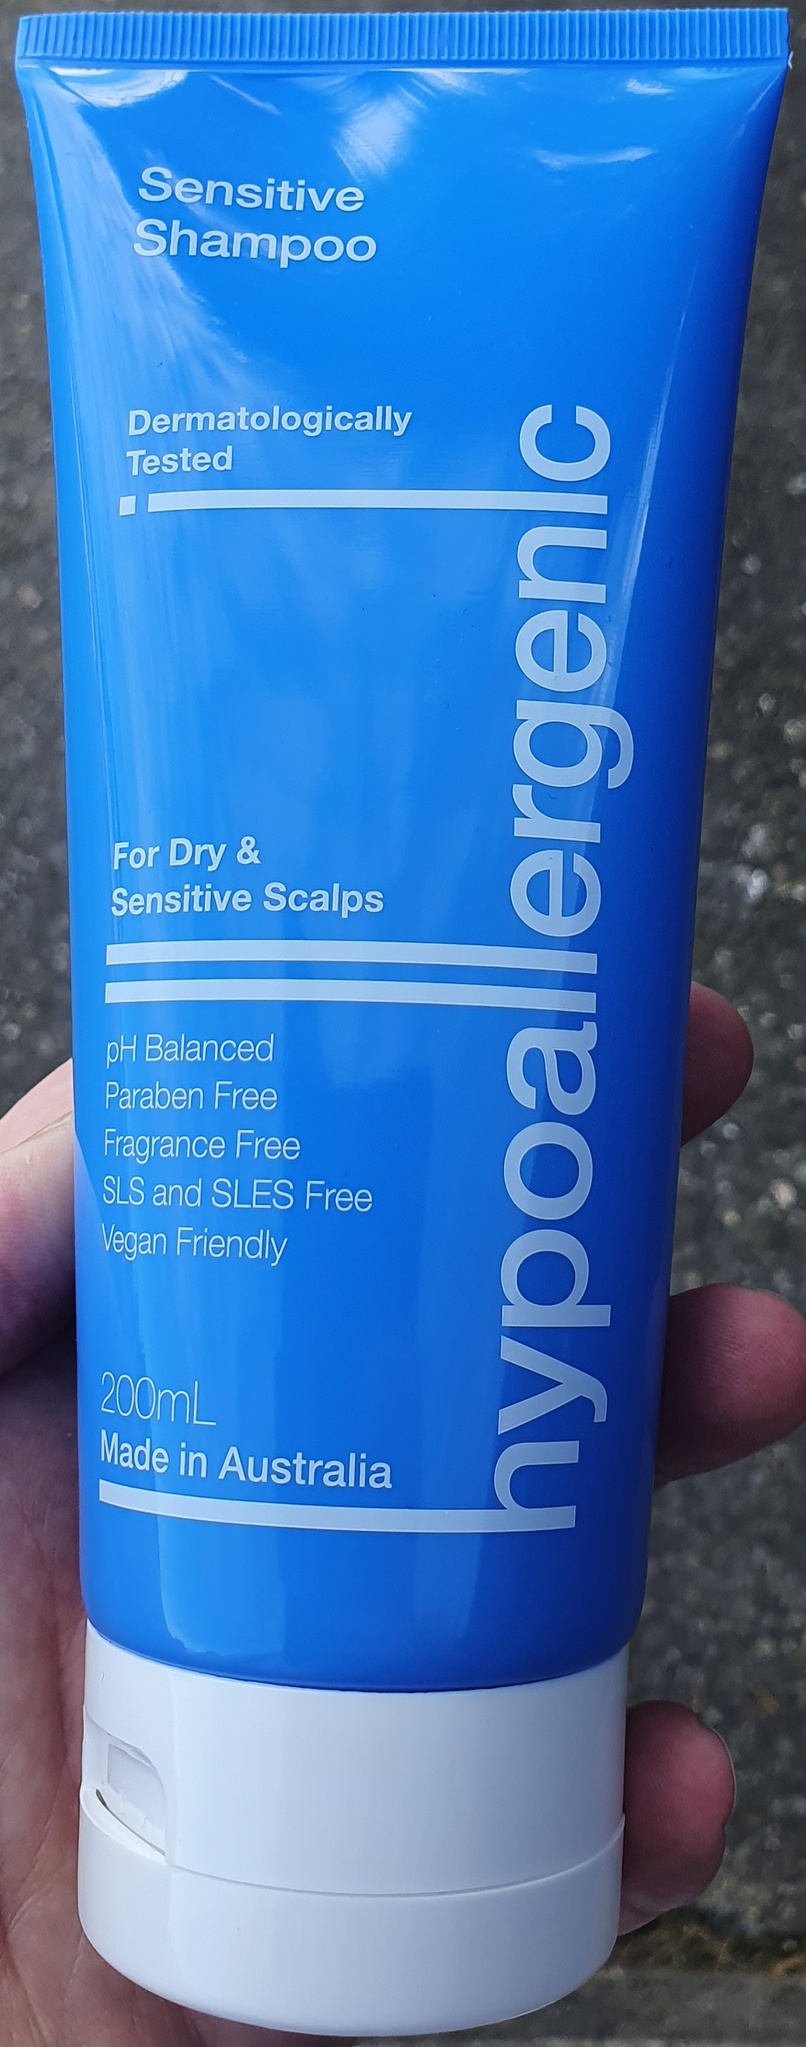 Sensitive
Shampoo
Dermatologically
Tested
hypoallergenic
For Dry &
Sensitive Scalps
pH Balanced
Paraben Free
Fragrance Free
SLS and SLES Free
Vegan Friendly
200mL
Made in Australia